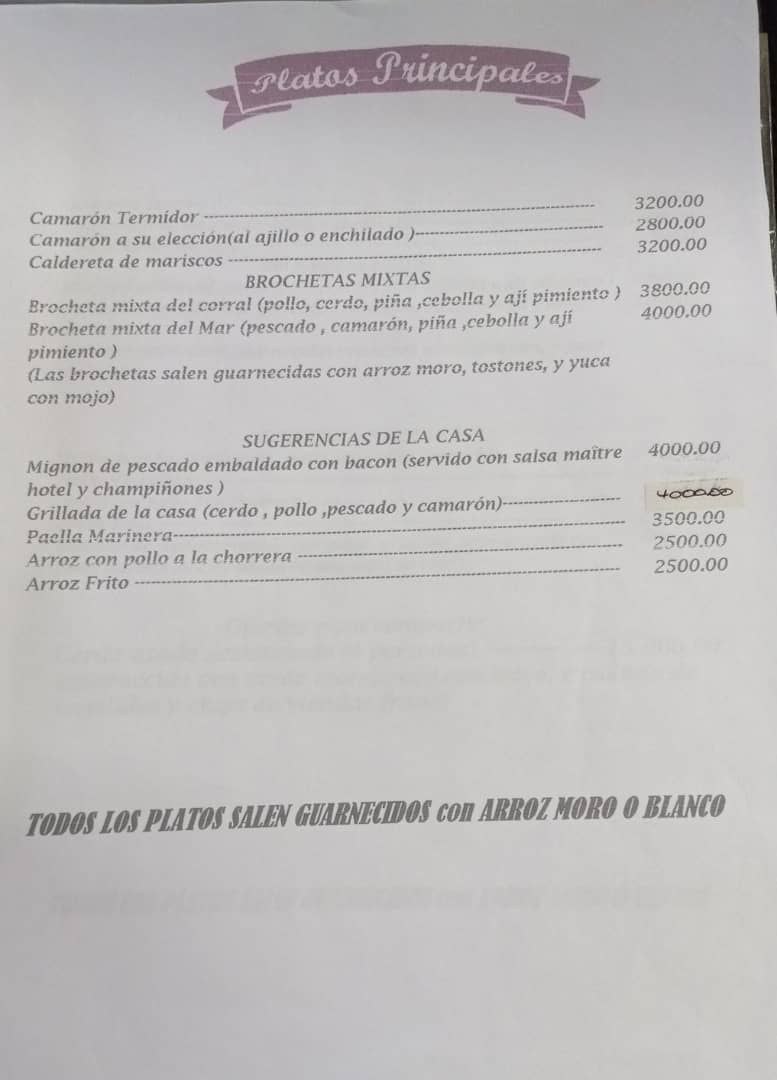 Platos Principales
Camarón Termidor ---------- 3200.00
Camarón a su elección(al ajillo o enchilado )---------- 2800.00
Caldereta de mariscos ---------- 3200.00
BROCHETAS MIXTAS
Brocheta mixta del corral (pollo, cerdo, piña ,cebolla y ají pimiento ) 3800.00
Brocheta mixta del Mar (pescado , camarón, piña ,cebolla y ají 4000.00
pimiento )
(Las brochetas salen guarnecidas con arroz moro, tostones, y yuca
con mojo)
SUGERENCIAS DE LA CASA
Mignon de pescado embaldado con bacon (servido con salsa maître 4000.00
hotel y champiñones )
Grillada de la casa (cerdo , pollo ,pescado y camarón)---------- 4000.00
Paella Marinera---------- 3500.00
Arroz con pollo a la chorrera ---------- 2500.00
Arroz Frito ---------- 2500.00
TODOS LOS PLATOS SALEN GUARNECIDOS con ARROZ MORO O BLANCO